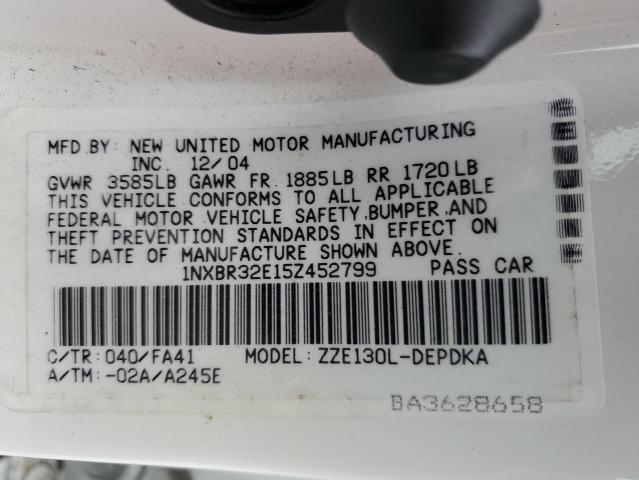 MFD BY: NEW UNITED MOTOR MANUFACTURING
INC. 12/04
GVWR 3585LB GAWR FR 1885LB RR 1720LB
THIS VEHICLE CONFORMS TO ALL APPLICABLE
FEDERAL MOTOR VEHICLE SAFETY,BUMPER,AND
THEFT PREVENTION STANDARDS IN EFFECT ON
THE DATE OF MANUFACTURE SHOWN ABOVE.
1NXBR32E15Z452799 PASS CAR
C/TR:040/FA41 MODEL:ZZE130L-DEPDKA
A/TM:-02A/A245E
BA3628658